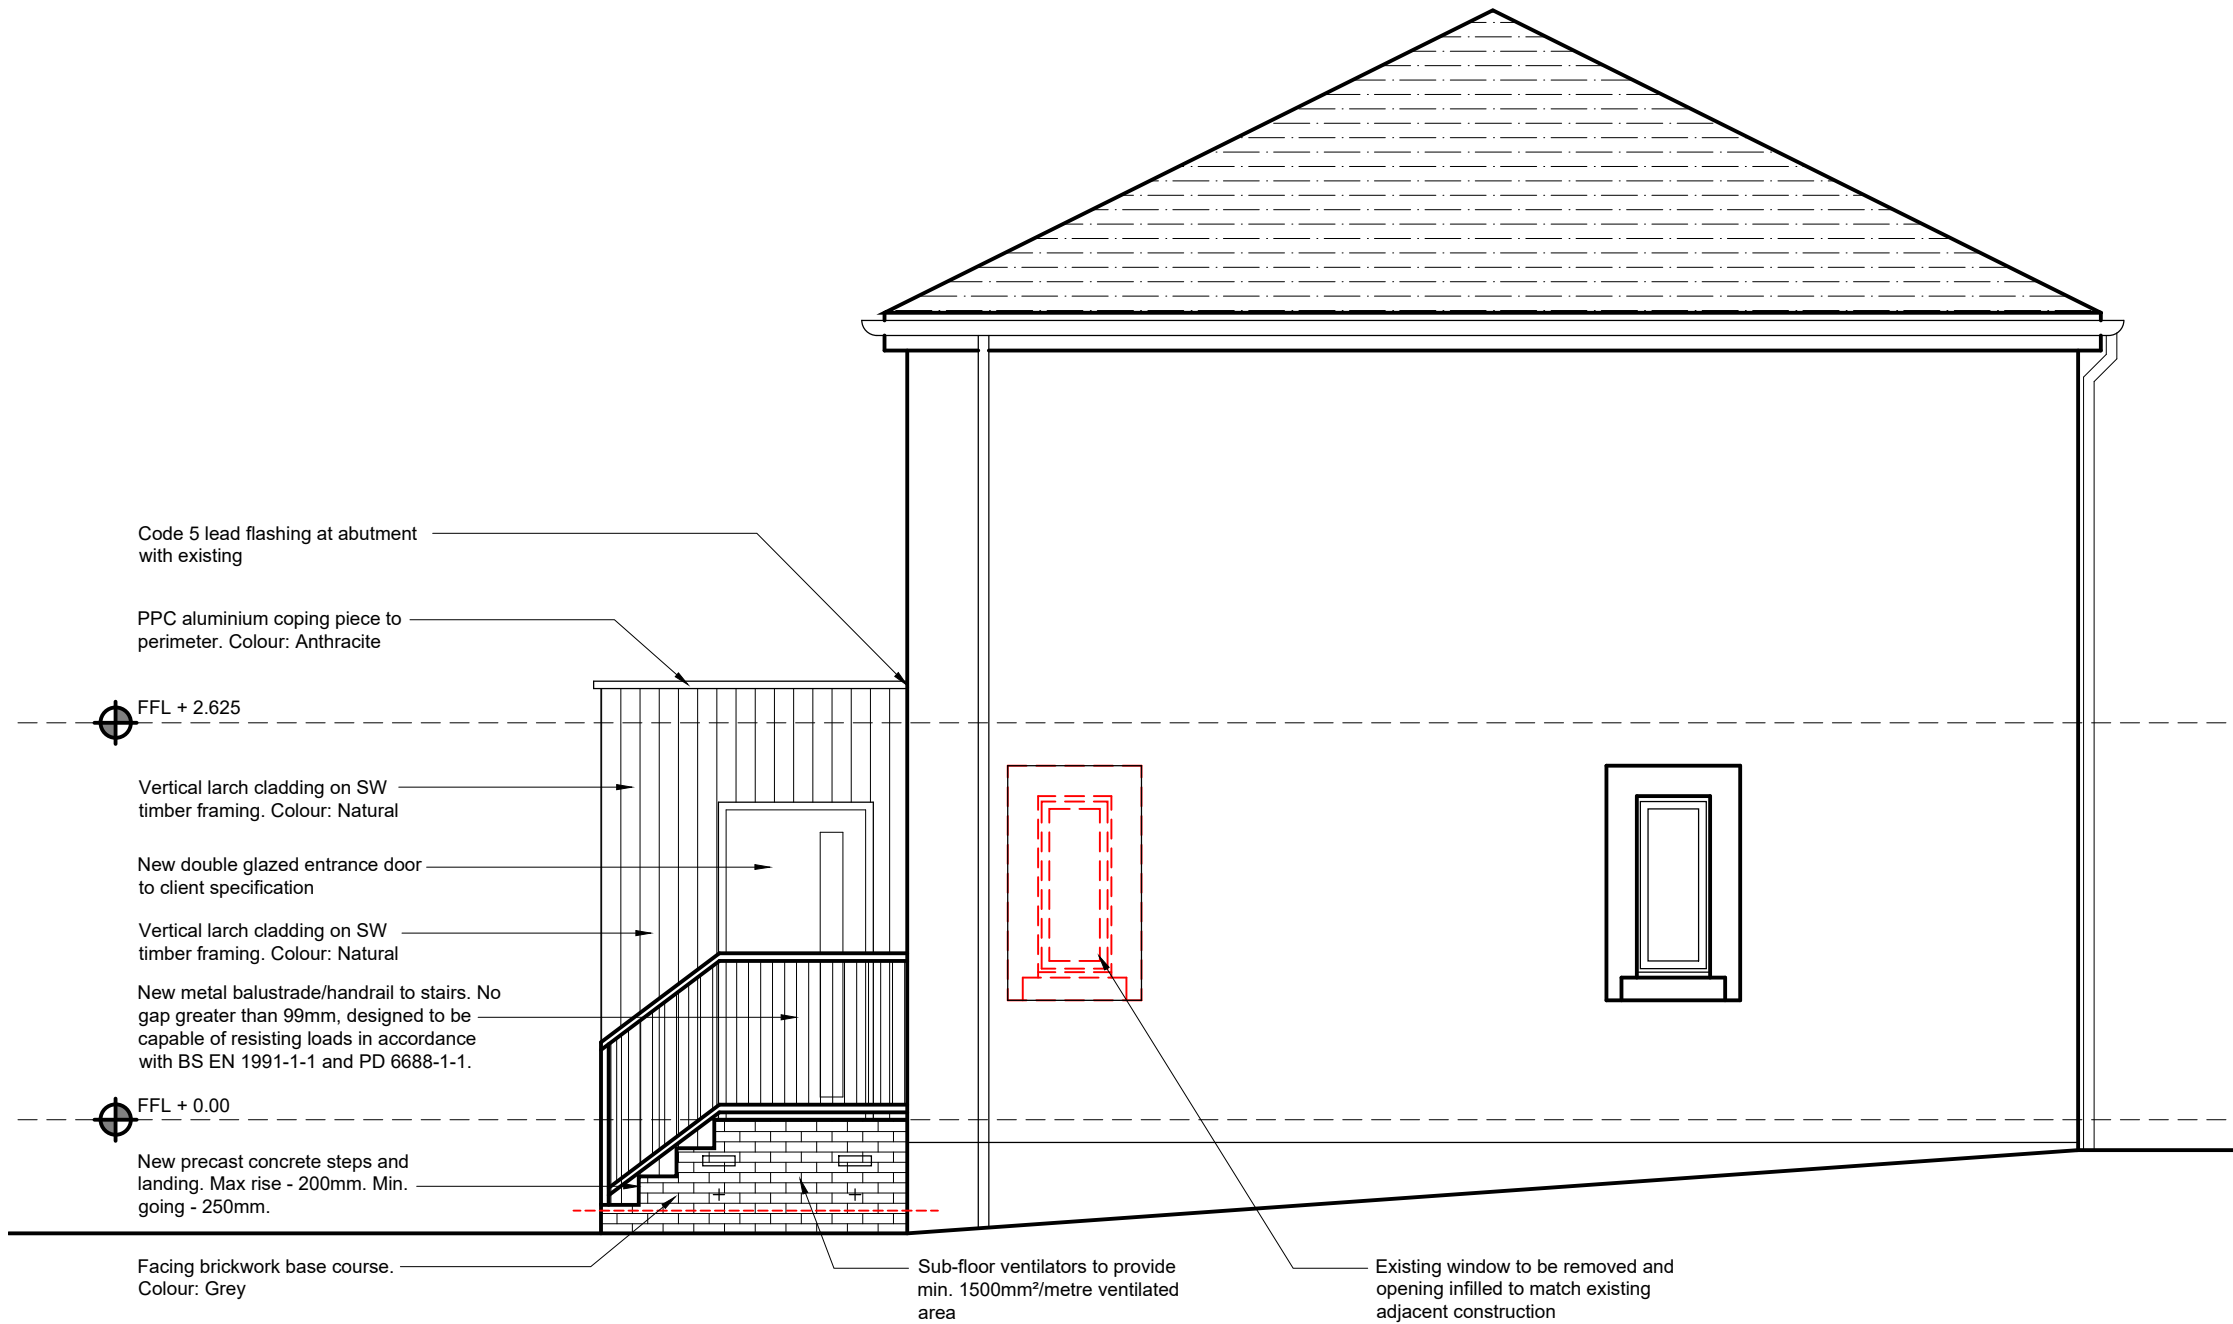 Code 5 lead flashing at abutment
with existing
PPC aluminium coping piece to
perimeter. Colour: Anthracite
FFL + 2.625
Vertical larch cladding on SW
timber framing. Colour: Natural
New double glazed entrance door
to client specification
Vertical larch cladding on SW
timber framing. Colour: Natural
New metal balustrade/handrail to stairs. No
gap greater than 99mm, designed to be
capable of resisting loads in accordance
with BS EN 1991-1-1 and PD 6688-1-1.
FFL + 0.00
New precast concrete steps and
landing. Max rise - 200mm. Min.
going - 250mm.
Facing brickwork base course.
Colour: Grey
Sub-floor ventilators to provide
min. 1500mm²/metre ventilated
area
Existing window to be removed and
opening infilled to match existing
adjacent construction